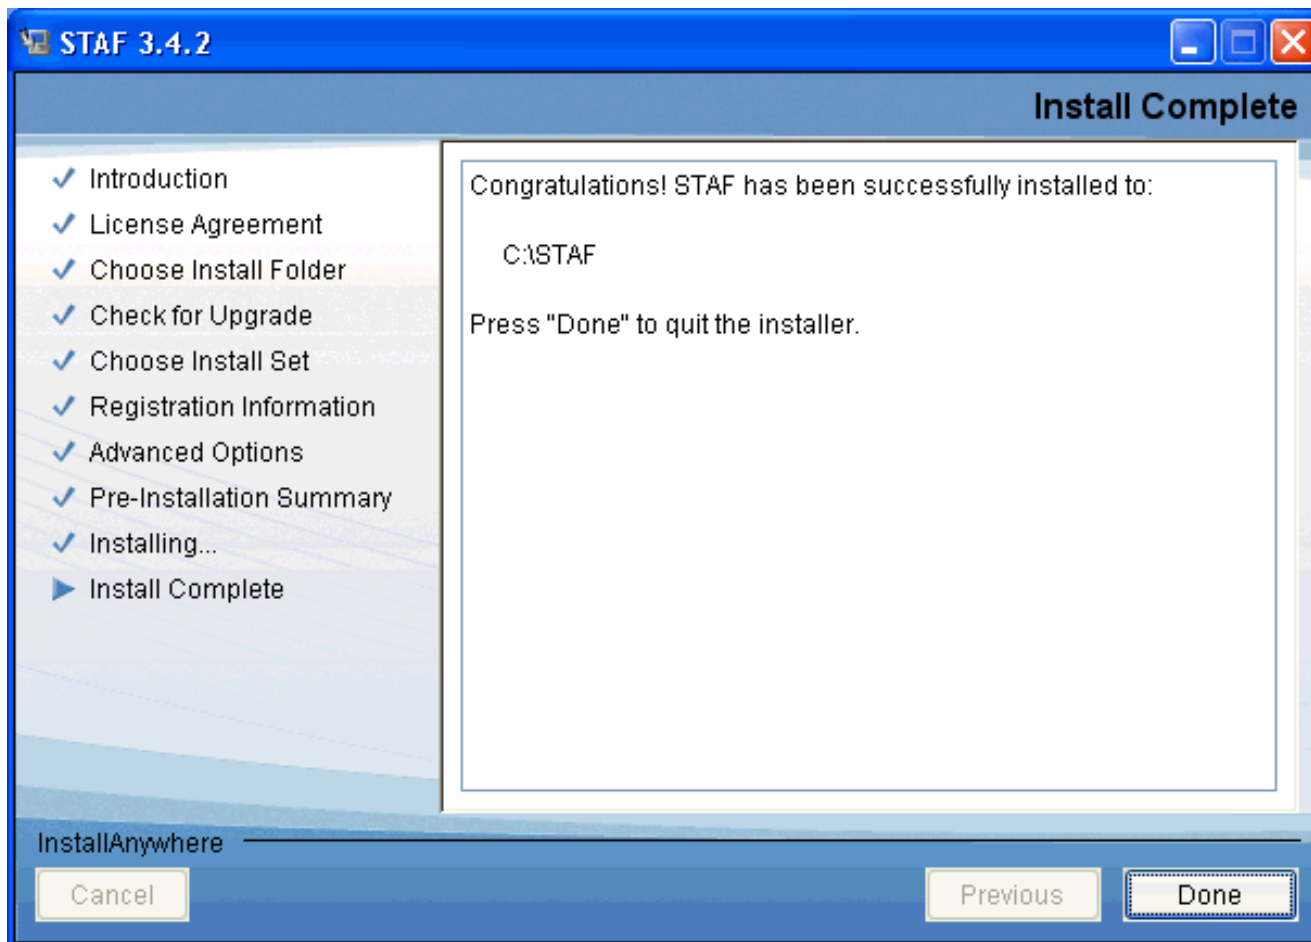 STAF 3.4.2
Install Complete
Introduction
License Agreement
Choose Install Folder
Check for Upgrade
Choose Install Set
Registration Information
Advanced Options
Pre-Installation Summary
Installing...
Install Complete
Congratulations! STAF has been successfully installed to:
C:\STAF
Press "Done" to quit the installer.
InstallAnywhere
Cancel
Previous
Done